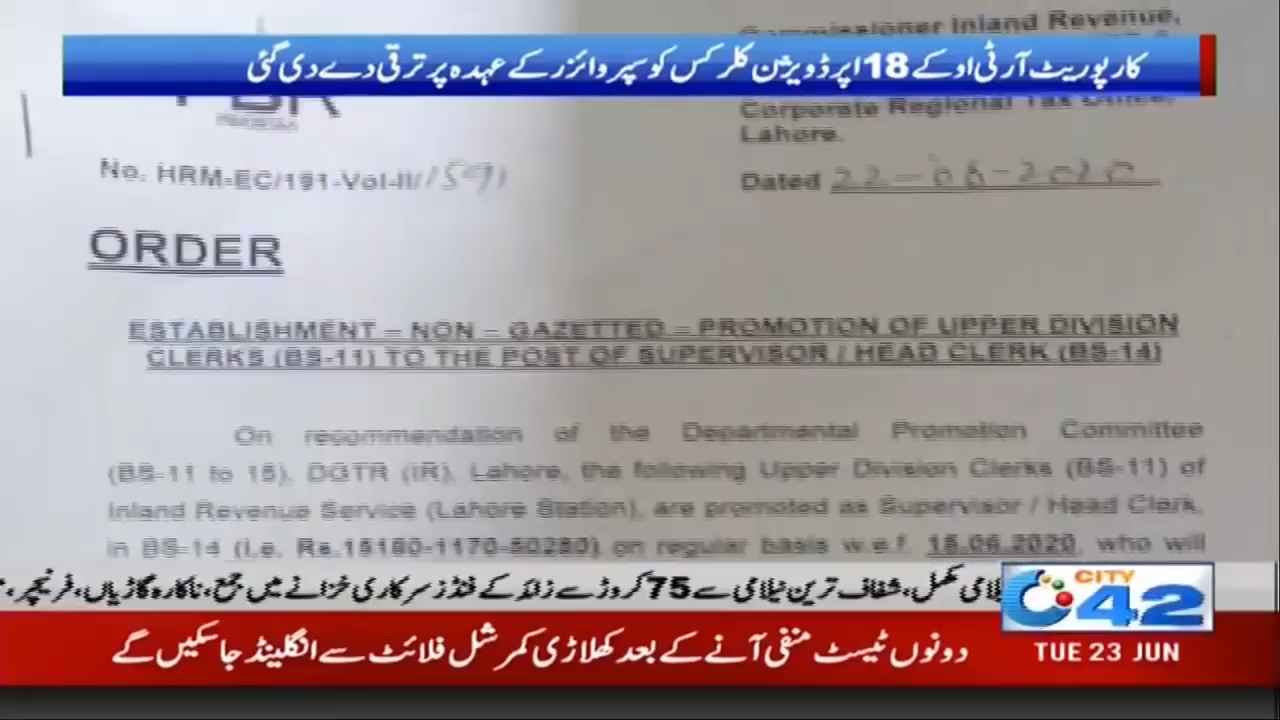 Commissioner Inland Revenue,
کارپوریٹ آر ٹی او کے 18 اپر ڈویژن کلرکس کو سپروائزر کے عہدہ پر ترقی دے دی گئی
FBR
PAKISTAN
Corporate Regional Tax Office,
Lahore.
No. HRM-EC/191-Vol-II/1591
Dated 22-06-2020
ORDER
ESTABLISHMENT – NON – GAZETTED – PROMOTION OF UPPER DIVISION
CLERKS (BS-11) TO THE POST OF SUPERVISOR / HEAD CLERK (BS-14)
On recommendation of the Departmental Promotion Committee
(BS-11 to 15), DGTR (IR), Lahore, the following Upper Division Clerks (BS-11) of
Inland Revenue Service (Lahore Station), are promoted as Supervisor / Head Clerk,
in BS-14 (i.e. Rs.15180-1170-50280) on regular basis w.e.f. 15.06.2020, who will
مکمل، شفاف ترین نیلامی سے 75 کروڑ سے زائد کے فنڈز سرکاری خزانے میں جمع، ناکارہ گاڑیاں، فرنیچر،
CITY
42
دونوں ٹیسٹ منفی آنے کے بعد کھلاڑی کمرشل فلائٹ سے انگلینڈ جا سکیں گے
TUE 23 JUN